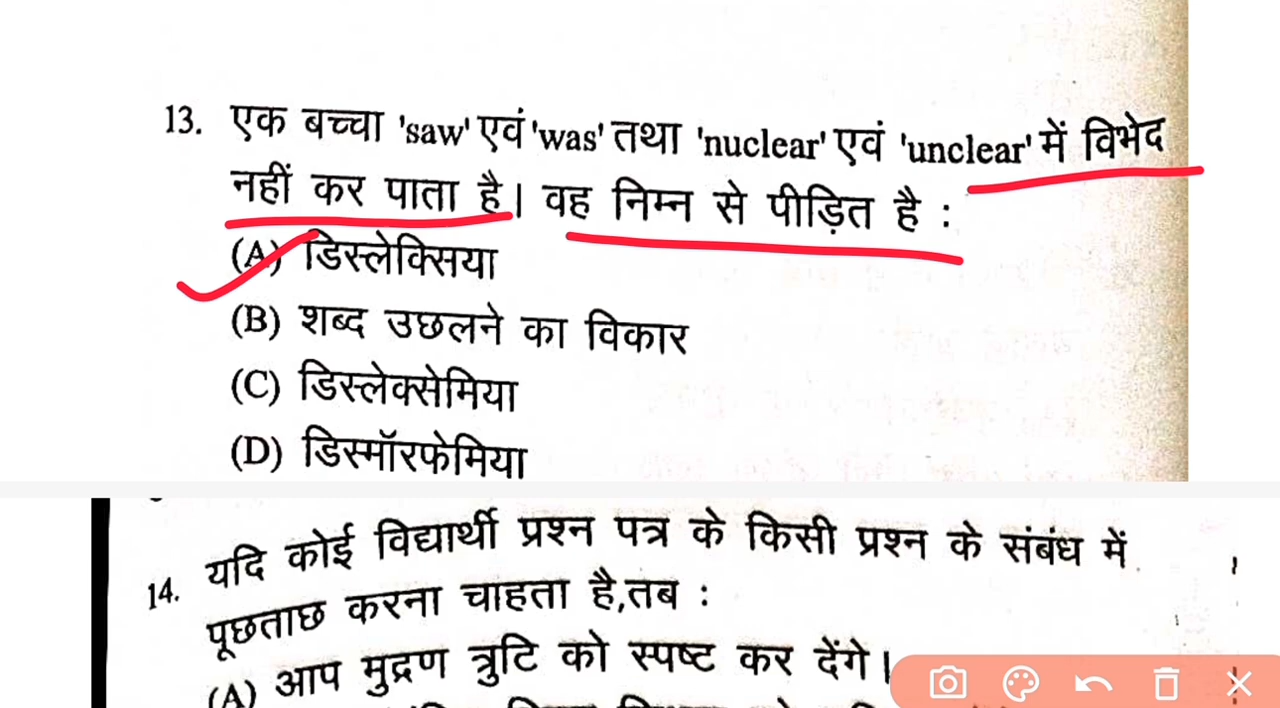 13. एक बच्चा 'saw' एवं 'was' तथा 'nuclear' एवं 'unclear' में विभेद
नहीं कर पाता है। वह निम्न से पीड़ित है :
(A) डिस्लेक्सिया
(B) शब्द उछलने का विकार
(C) डिस्लेक्सेमिया
(D) डिस्मॉरफेमिया
14. यदि कोई विद्यार्थी प्रश्न पत्र के किसी प्रश्न के संबंध में
पूछताछ करना चाहता है,तब :
(A) आप मुद्रण त्रुटि को स्पष्ट कर देंगे।